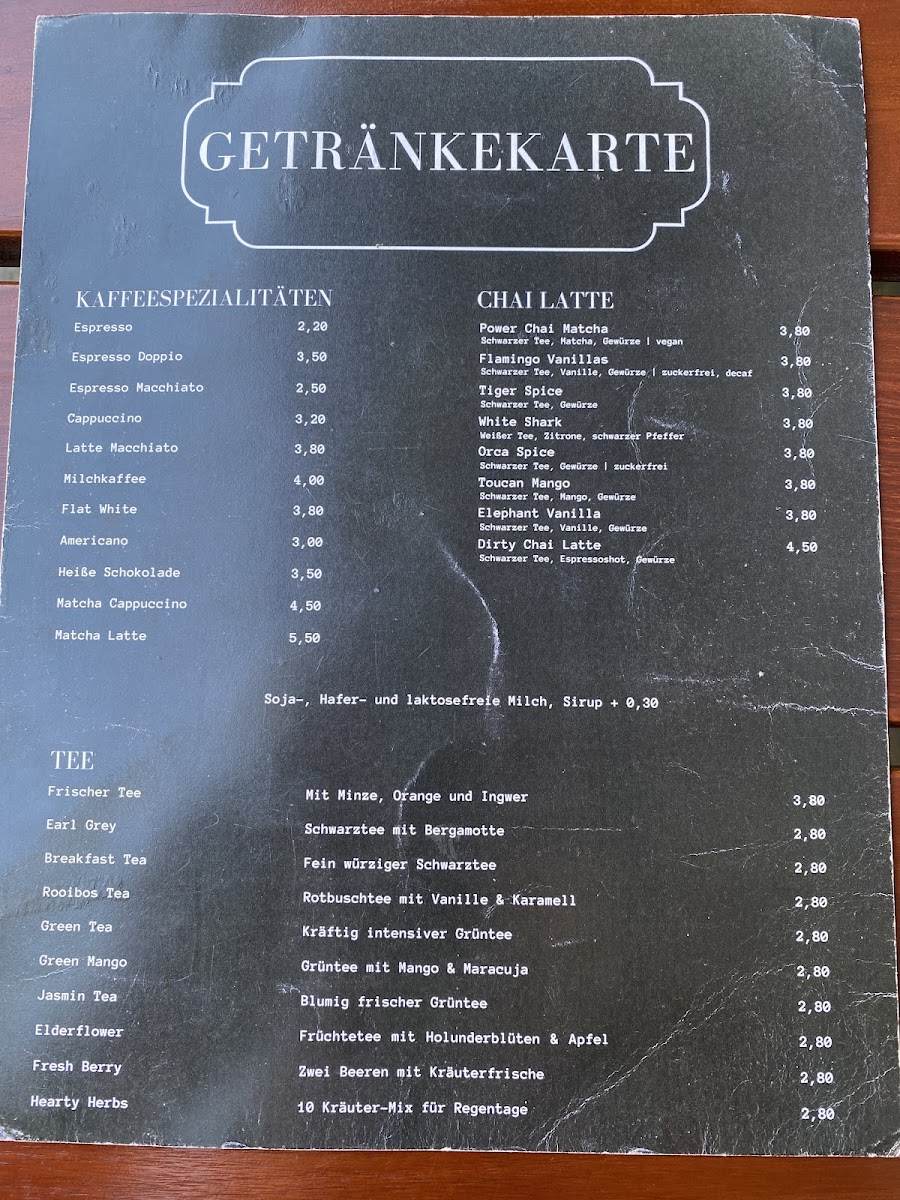 GETRÄNKEKARTE
KAFFEESPEZIALITÄTEN
Espresso 2,20
Espresso Doppio 3,50
Espresso Macchiato 2,50
Cappuccino 3,20
Latte Macchiato 3,80
Milchkaffee 4,00
Flat White 3,80
Americano 3,00
Heiße Schokolade 3,50
Matcha Cappuccino 4,50
Matcha Latte 5,50
CHAI LATTE
Power Chai Matcha 3,80
Schwarzer Tee, Matcha, Gewürze | vegan
Flamingo Vanillas 3,80
Schwarzer Tee, Vanille, Gewürze | zuckerfrei, decaf
Tiger Spice 3,80
Schwarzer Tee, Gewürze
White Shark 3,80
Weißer Tee, Zitrone, schwarzer Pfeffer
Orca Spice 3,80
Schwarzer Tee, Gewürze | zuckerfrei
Toucan Mango 3,80
Schwarzer Tee, Mango, Gewürze
Elephant Vanilla 3,80
Schwarzer Tee, Vanille, Gewürze
Dirty Chai Latte 4,50
Schwarzer Tee, Espressoshot, Gewürze
Soja-, Hafer- und laktosefreie Milch, Sirup + 0,30
TEE
Frischer Tee Mit Minze, Orange und Ingwer 3,80
Earl Grey Schwarztee mit Bergamotte 2,80
Breakfast Tea Fein würziger Schwarztee 2,80
Rooibos Tea Rotbuschtee mit Vanille & Karamell 2,80
Green Tea Kräftig intensiver Grüntee 2,80
Green Mango Grüntee mit Mango & Maracuja 2,80
Jasmin Tea Blumig frischer Grüntee 2,80
Elderflower Früchtetee mit Holunderblüten & Apfel 2,80
Fresh Berry Zwei Beeren mit Kräuterfrische 2,80
Hearty Herbs 10 Kräuter-Mix für Regentage 2,80